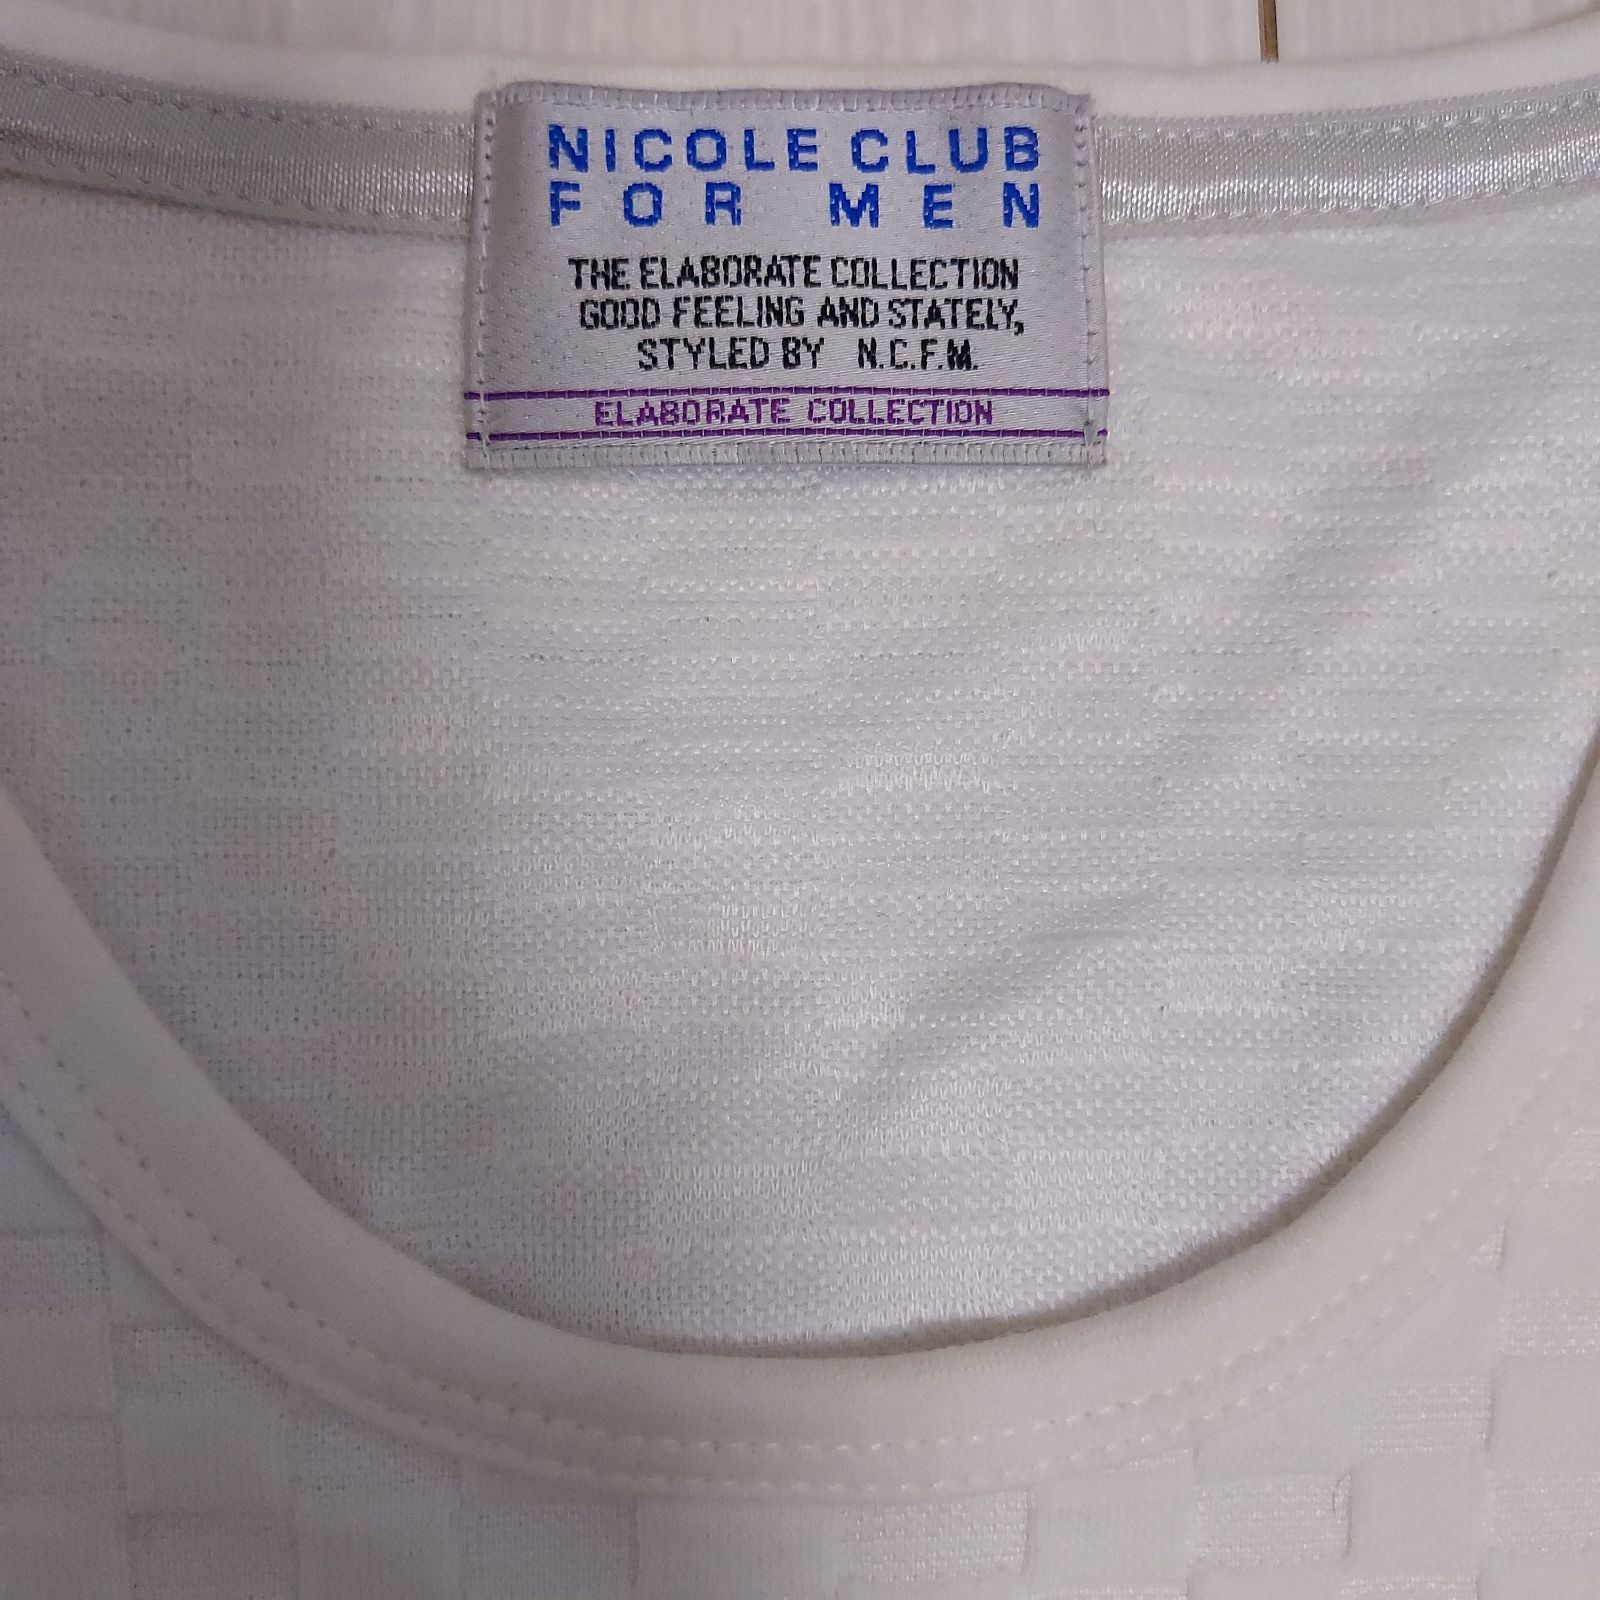 NICOLE CLUB
FOR MEN
THE ELABORATE COLLECTION
GOOD FEELING AND STATELY,
STYLED BY N.C.F.M.
ELABORATE COLLECTION